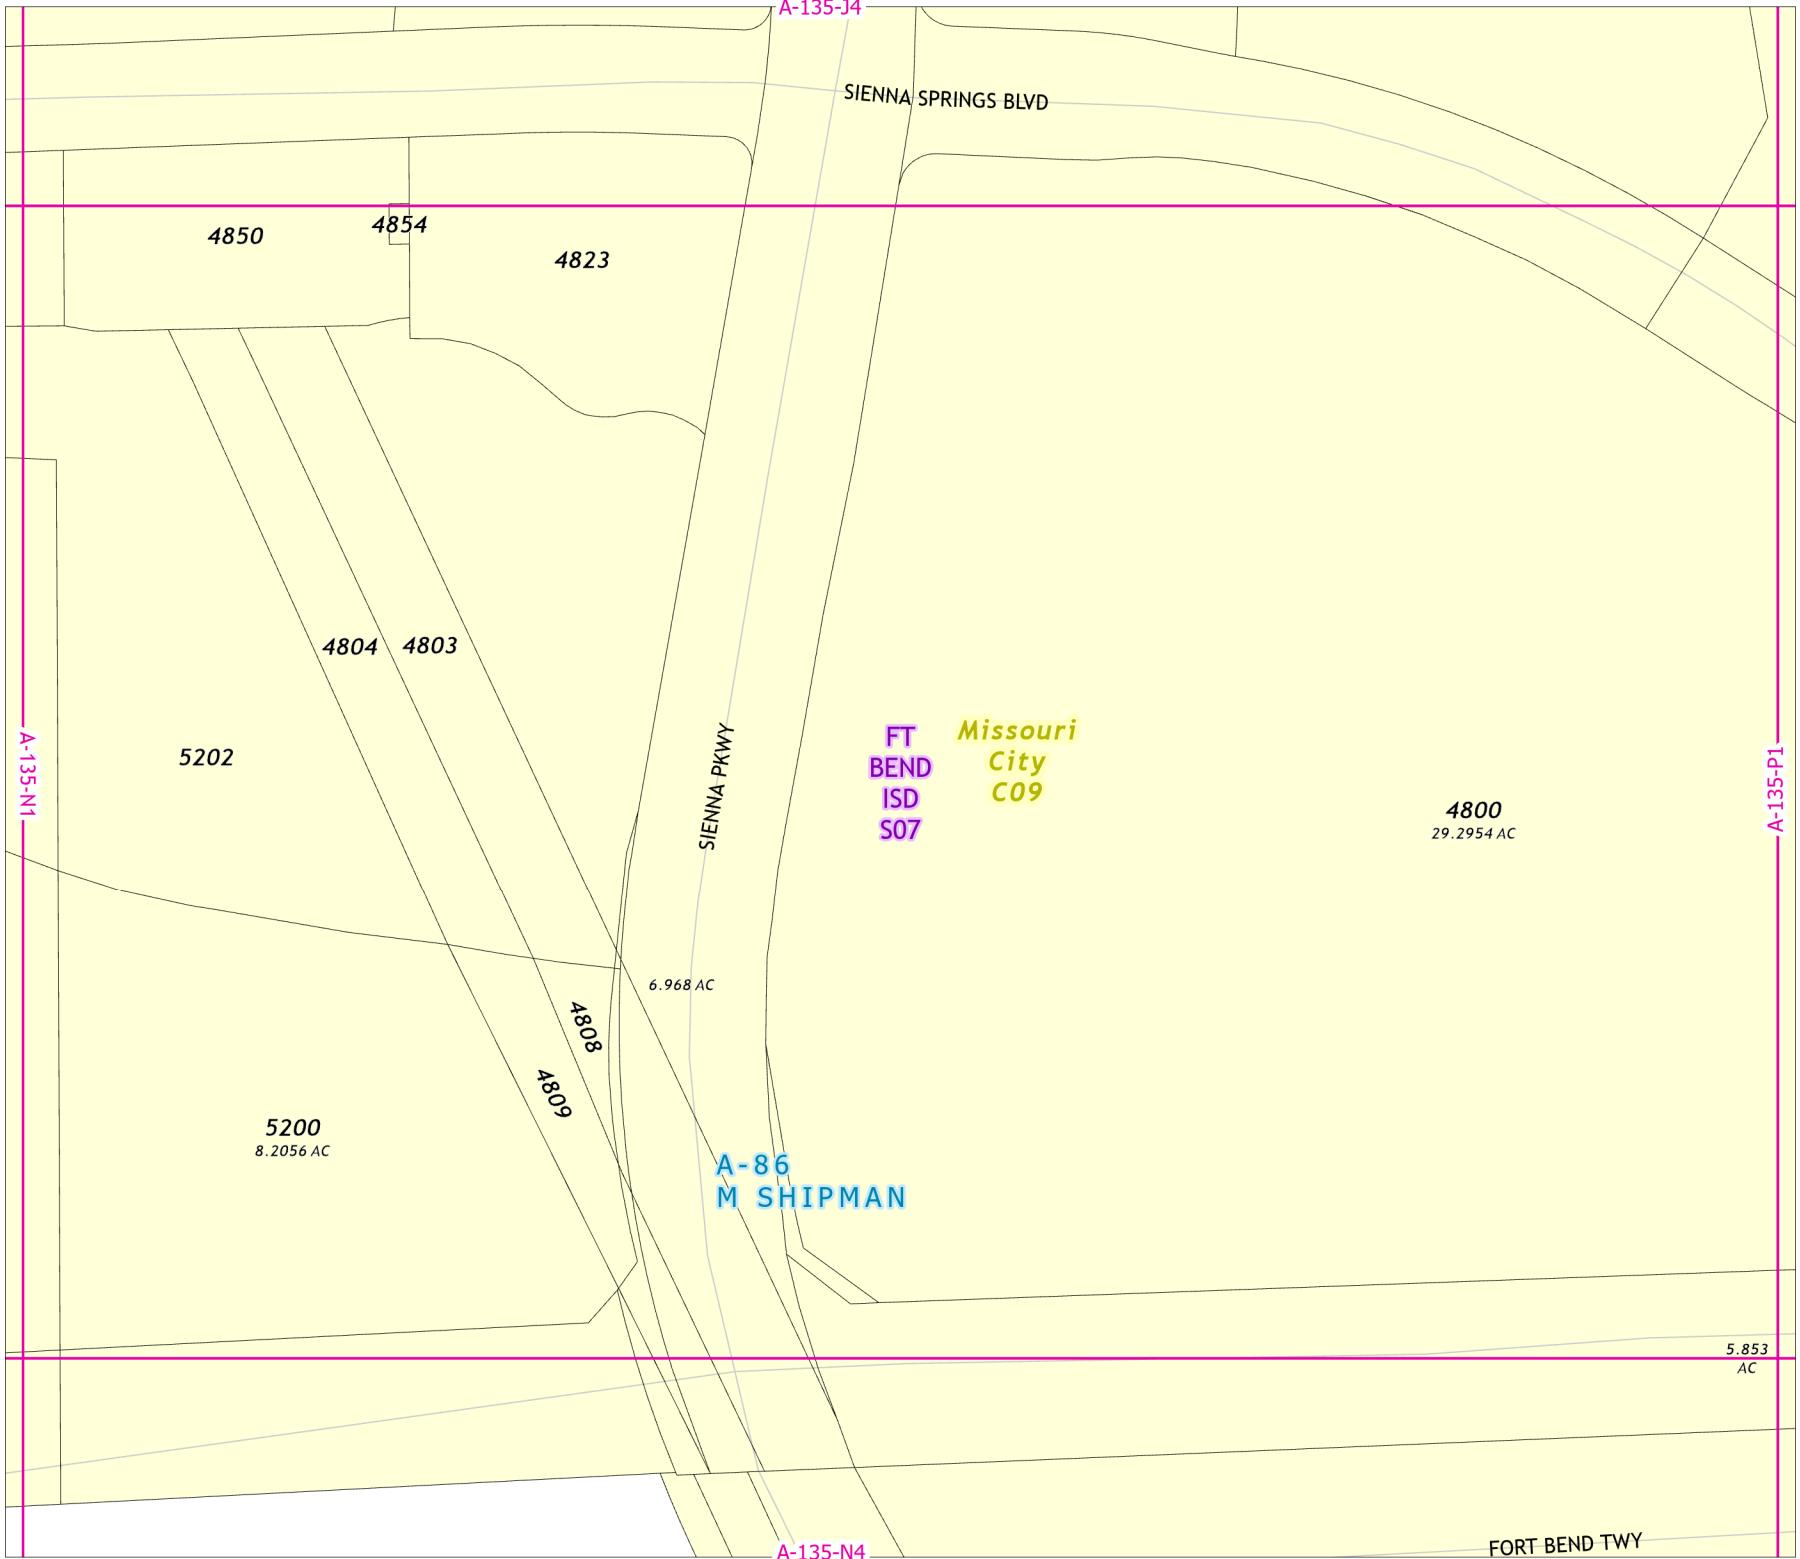 A-135-J4
SIENNA SPRINGS BLVD
4850
4854
4823
4804
4803
5202
A-135-N1
SIENNA PKWY
FT
BEND
ISD
S07
Missouri
City
C09
4800
29.2954 AC
A-135-P1
6.968 AC
4808
4809
5200
8.2056 AC
A-86
M SHIPMAN
5.853
AC
FORT BEND TWY
A-135-N4